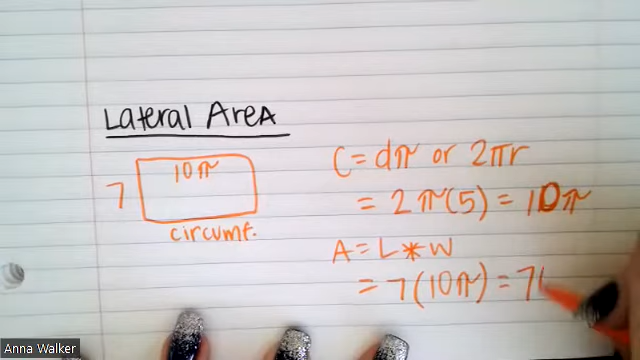 Lateral Area
10π
7
circumf.
C = dπ or 2πr
= 2π(5) = 10π
A = L * W
= 7(10π) = 7
Anna Walker